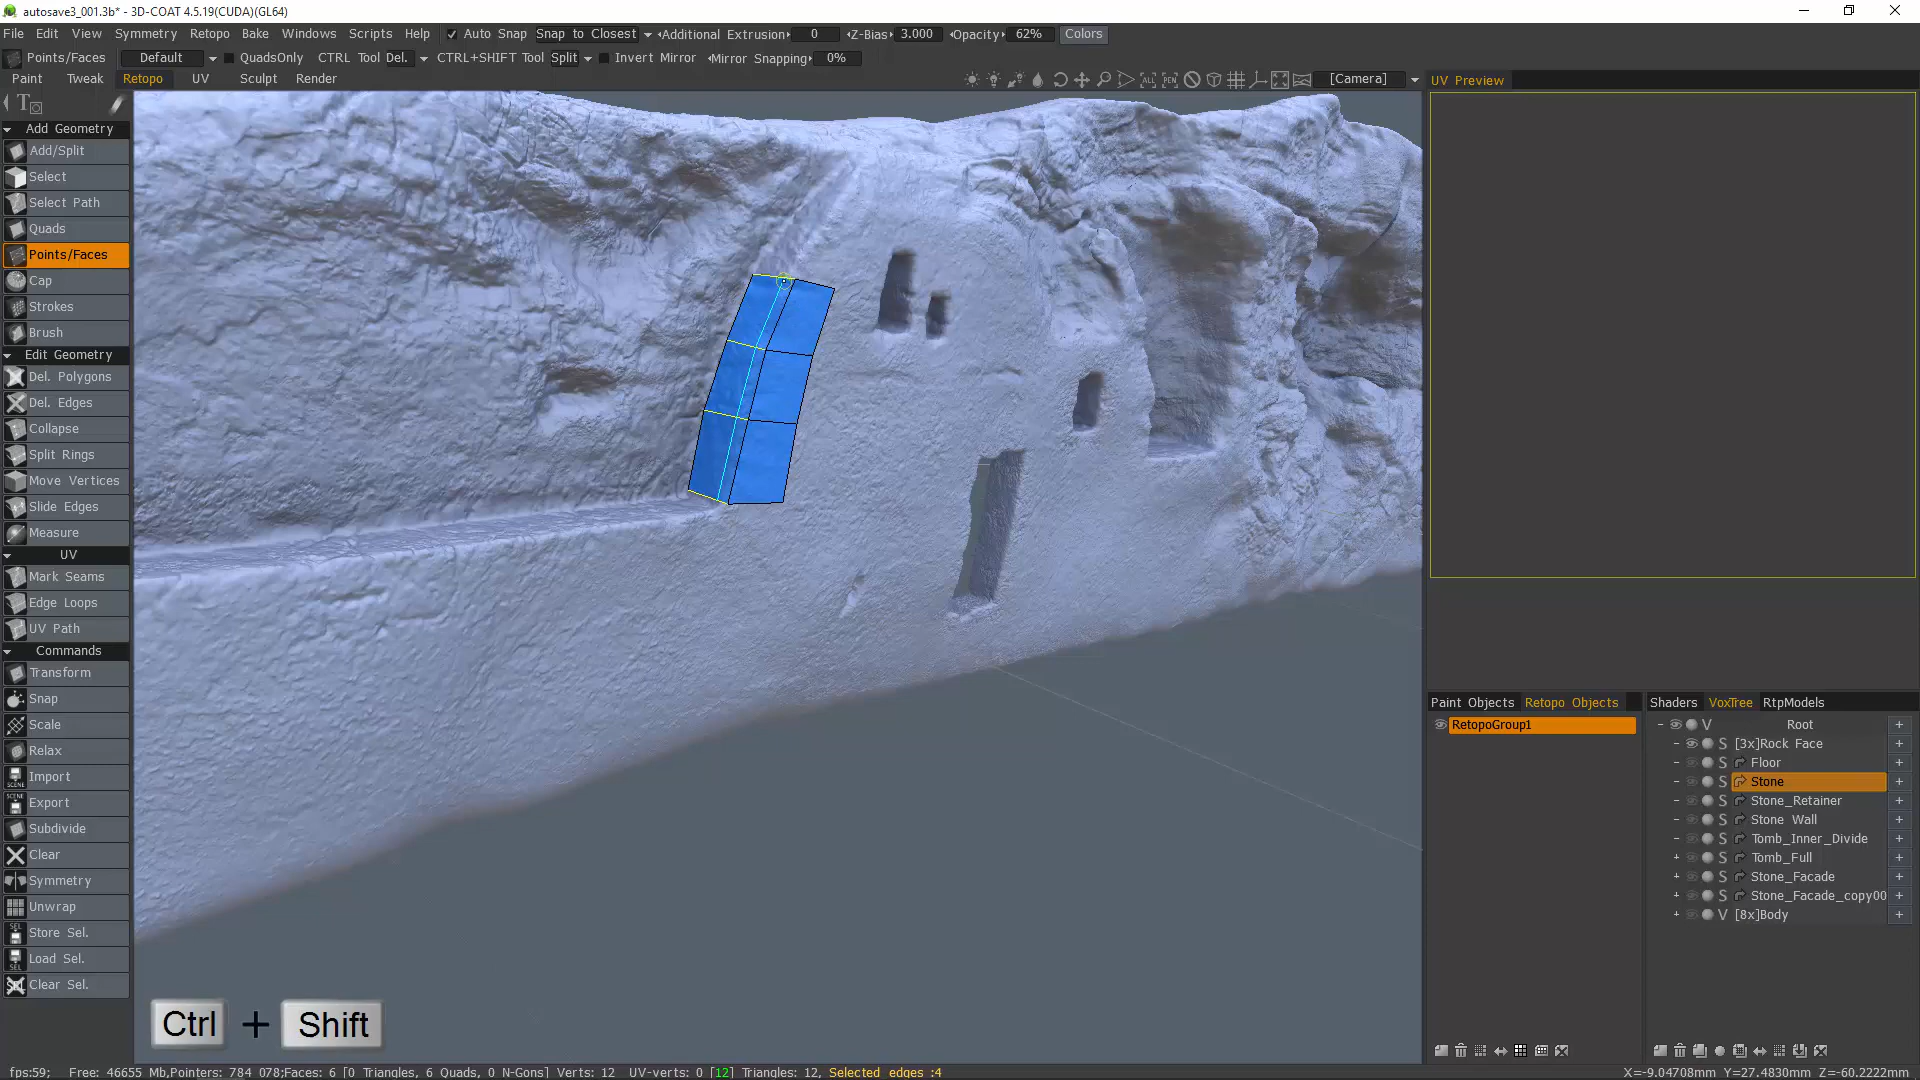 autosave3_001.3b* - 3D-COAT 4.5.19(CUDA)(GL64)
File Edit View Symmetry Retopo Bake Windows Scripts Help Auto Snap Snap to Closest Additional Extrusion 0 Z-Bias 3.000 Opacity 62% Colors
Points/Faces Default QuadsOnly CTRL Tool Del. CTRL+SHIFT Tool Split Invert Mirror Mirror Snapping 0%
Paint Tweak Retopo UV Sculpt Render ALL PEN [Camera] UV Preview
Add Geometry
Add/Split
Select
Select Path
Quads
Points/Faces
Cap
Strokes
Brush
Edit Geometry
Del. Polygons
Del. Edges
Collapse
Split Rings
Move Vertices
Slide Edges
Measure
UV
Mark Seams
Edge Loops
UV Path
Commands
Transform
Snap
Scale
Relax
SCENE Import
SCENE Export
Subdivide
Clear
Symmetry
Unwrap
SEL Store Sel.
SEL Load Sel.
SEL Clear Sel.
Ctrl + Shift
Paint Objects Retopo Objects
RetopoGroup1
Shaders VoxTree RtpModels
– V Root +
– S [3x]Rock Face +
– S Floor +
– S Stone +
– S Stone_Retainer +
– S Stone Wall +
– S Tomb_Inner_Divide +
+ S Tomb_Full +
+ S Stone_Facade +
+ S Stone_Facade_copy00 +
+ V [8x]Body +
fps:59; Free: 46655 Mb,Pointers: 784 078;Faces: 6 [0 Triangles, 6 Quads, 0 N-Gons] Verts: 12 UV-verts: 0 [12] Triangles: 12, Selected edges :4 X=-9.04708mm Y=27.4830mm Z=-60.2222mm